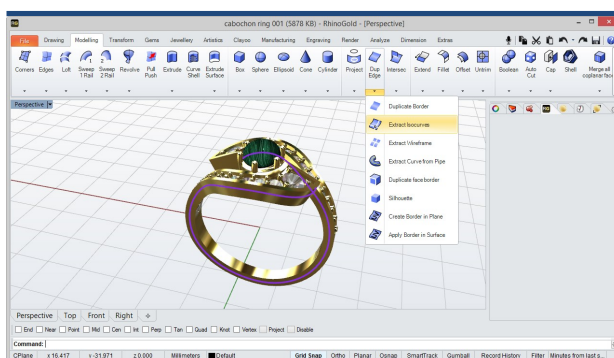 cabochon ring 001 (5878 KB) - RhinoGold - [Perspective]
File Drawing Modelling Transform Gems Jewellery Artistics Clayoo Manufacturing Engraving Render Analyze Dimension Extras
Corners Edges Loft Sweep 1 Rail Sweep 2 Rail Revolve Pull Push Extrude Curve Shell Extrude Surface Box Sphere Ellipsoid Cone Cylinder Project Dup Edge Intersec Extend Fillet Offset Untrim Boolean Auto Cut Cap Shell Merge all coplanar face
Perspective
Duplicate Border
Extract Isocurves
Extract Wireframe
Extract Curve from Pipe
Duplicate face border
Silhouette
Create Border in Plane
Apply Border in Surface
Perspective Top Front Right
End Near Point Mid Cen Int Perp Tan Quad Knot Vertex Project Disable
Command:
CPlane x 16.417 y -31.971 z 0.000 Millimeters Default Grid Snap Ortho Planar Osnap SmartTrack Gumball Record History Filter Minutes from last s...